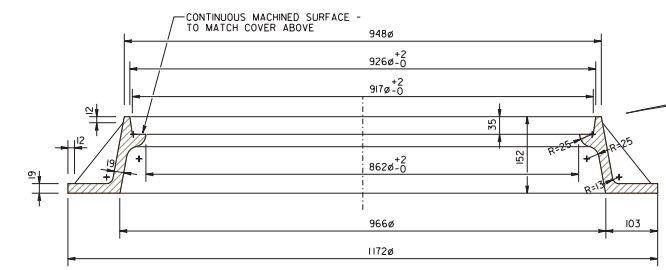 CONTINUOUS MACHINED SURFACE -
TO MATCH COVER ABOVE
948ø
926ø +2 -0
917ø +2 -0
12
12
35
152
R=25
R=25
19
862ø +2 -0
19
R=13
966ø
103
1172ø